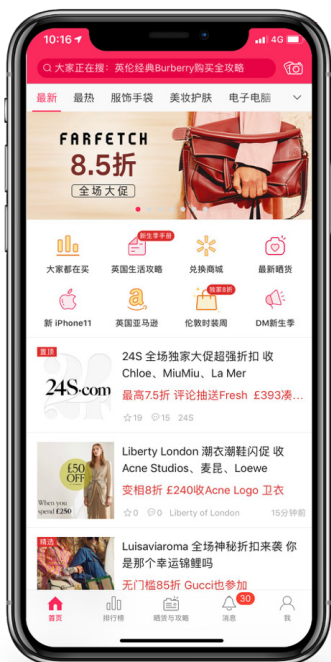 10:16
4G
大家正在搜：英伦经典Burberry购买全攻略
最新 最热 服饰手袋 美妆护肤 电子电脑
FARFETCH
8.5折
全场大促
新生季手册
大家都在买 英国生活攻略 兑换商城 最新晒货
独家8折
新 iPhone11 英国亚马逊 伦敦时装周 DM新生季
置顶
24S.com
24S 全场独家大促超强折扣 收
Chloe、MiuMiu、La Mer
最高7.5折 评论抽送Fresh £393凑...
19 15 24S
£50
OFF
When you
spend £250
Liberty London 潮衣潮鞋闪促 收
Acne Studios、麦昆、Loewe
变相8折 £240收Acne Logo 卫衣
0 0 Liberty of London 15分钟前
精选
Luisaviaroma 全场神秘折扣来袭 你
是那个幸运锦鲤吗
无门槛85折 Gucci也参加
30
首页 排行榜 晒货与攻略 消息 我